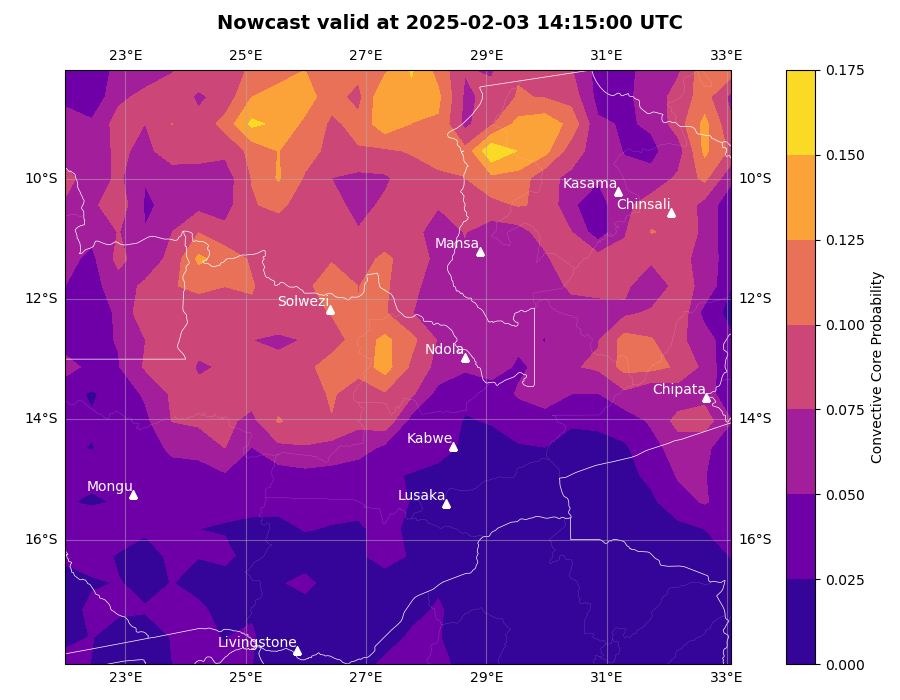 Nowcast valid at 2025-02-03 14:15:00 UTC
23°E 25°E 27°E 29°E 31°E 33°E
0.175
0.150
10°S Kasama 10°S
Chinsali
0.125
Mansa
12°S Solwezi 12°S
0.100
Ndola
Chipata
14°S 14°S
0.075
Kabwe
Mongu Lusaka
0.050
16°S 16°S
0.025
Livingstone
0.000
23°E 25°E 27°E 29°E 31°E 33°E
Convective Core Probability